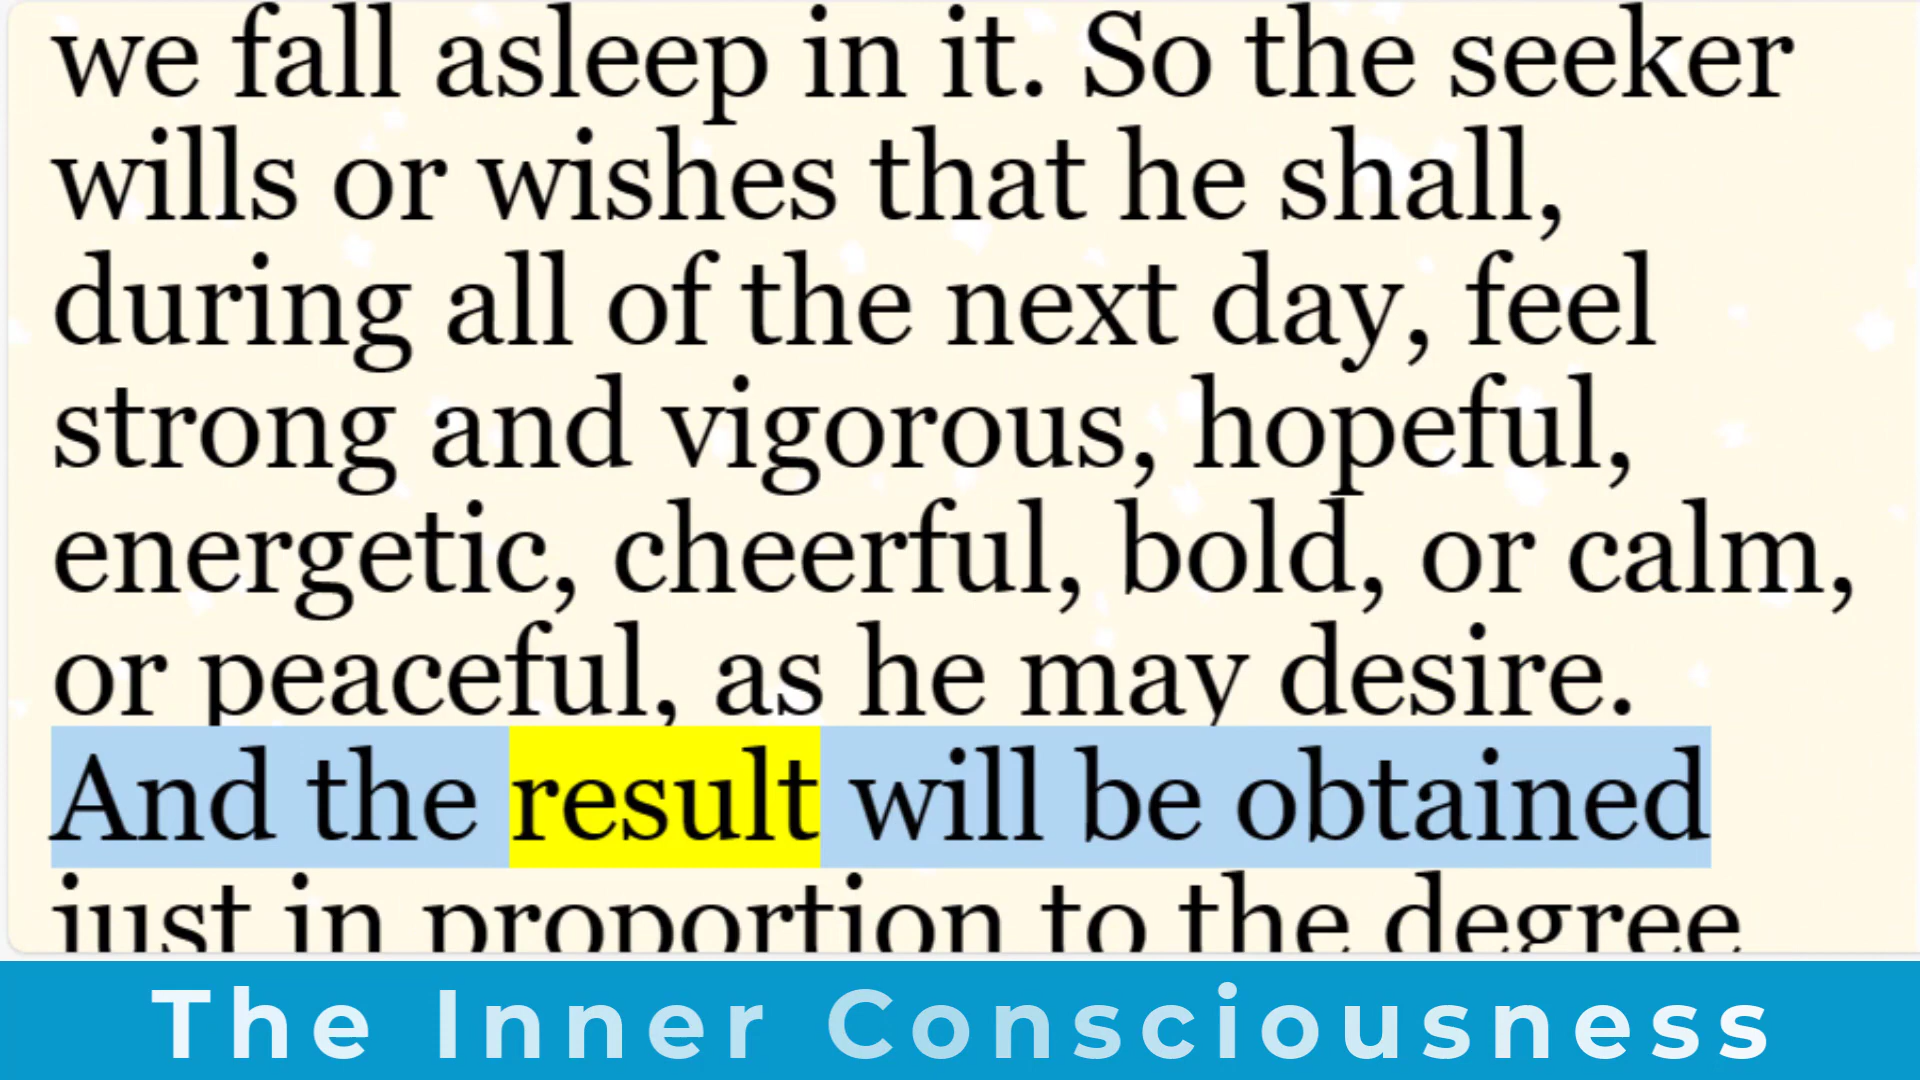 we fall asleep in it. So the seeker
wills or wishes that he shall,
during all of the next day, feel
strong and vigorous, hopeful,
energetic, cheerful, bold, or calm,
or peaceful, as he may desire.
And the result will be obtained
just in proportion to the degree
The Inner Consciousness